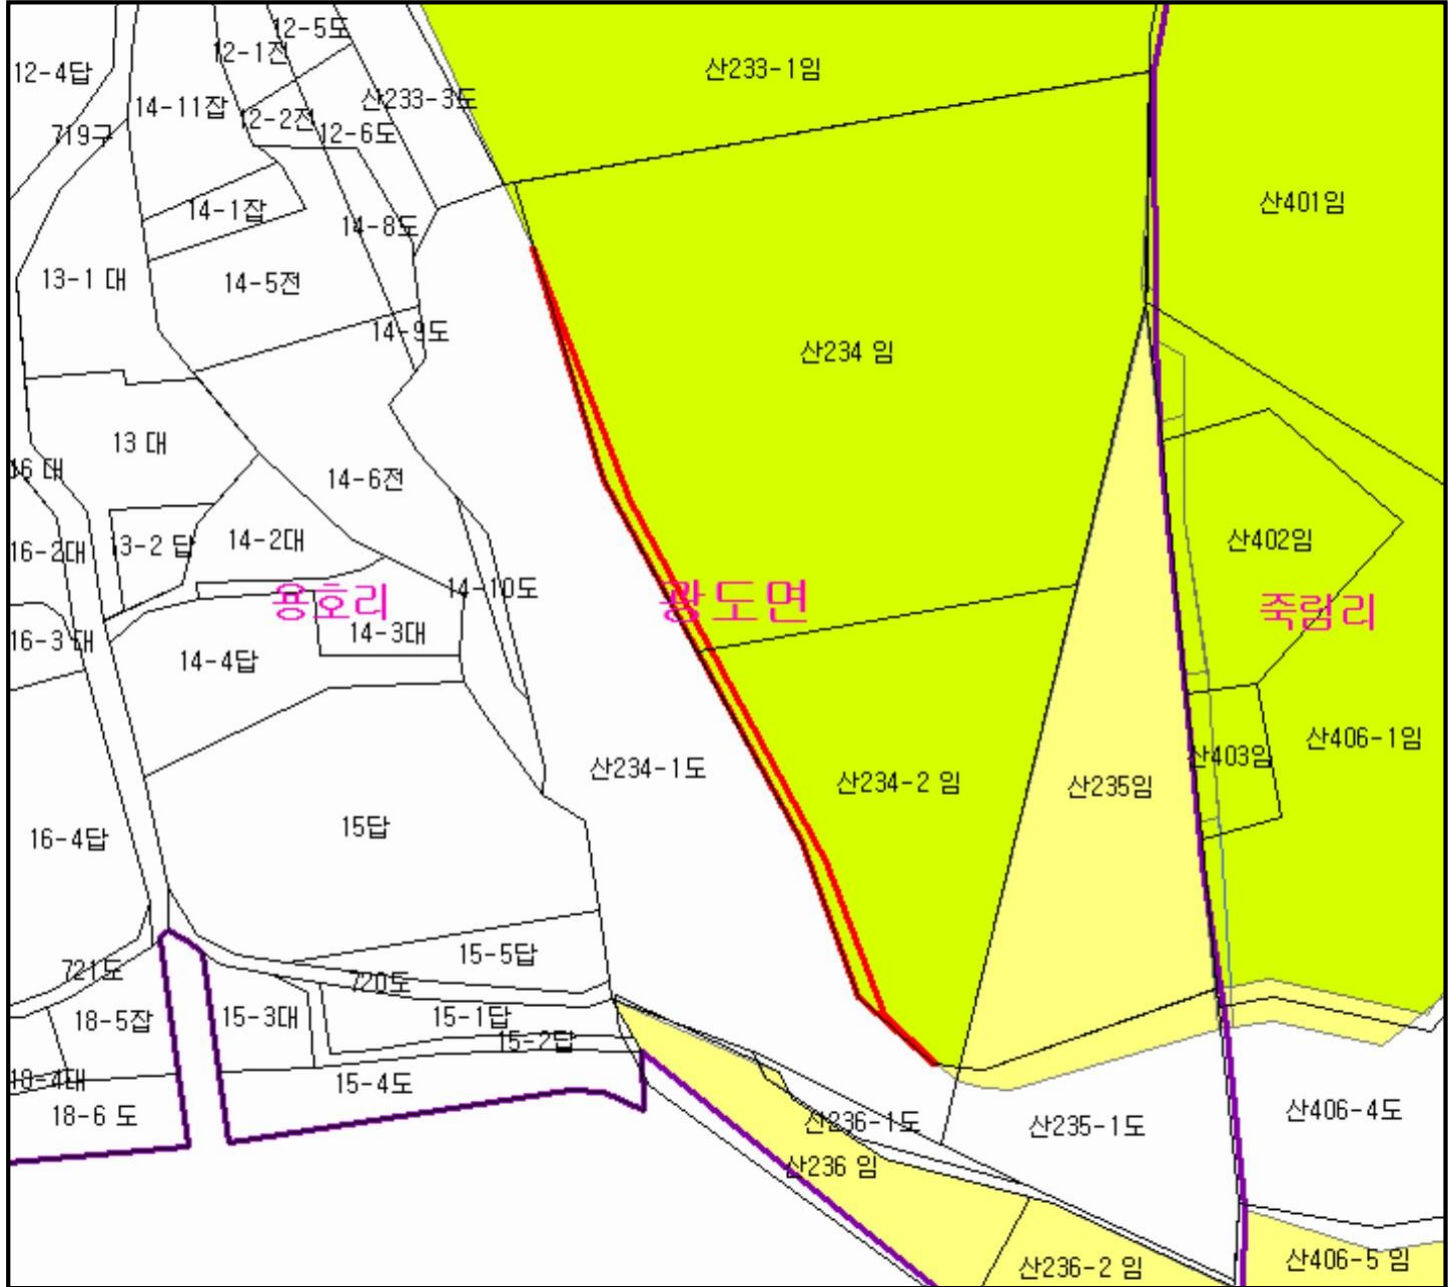 12-5도
12-1전
12-4답
산233-1임
14-11잡
산233-3도
12-2전
12-6도
719구
14-1잡
산401임
14-8도
13-1 대
14-5전
14-9도
산234 임
13 대
16 대
14-6전
16-2대
3-2 답
14-2대
산402임
14-10도
용호리
광도면
죽림리
14-3대
16-3 대
14-4답
산406-1임
산403임
산234-1도
산234-2 임
산235임
15답
16-4답
15-5답
721도
720도
18-5잡
15-3대
15-1답
15-2답
18-4대
15-4도
18-6 도
산236-1도
산235-1도
산406-4도
산236 임
산236-2 임
산406-5 임